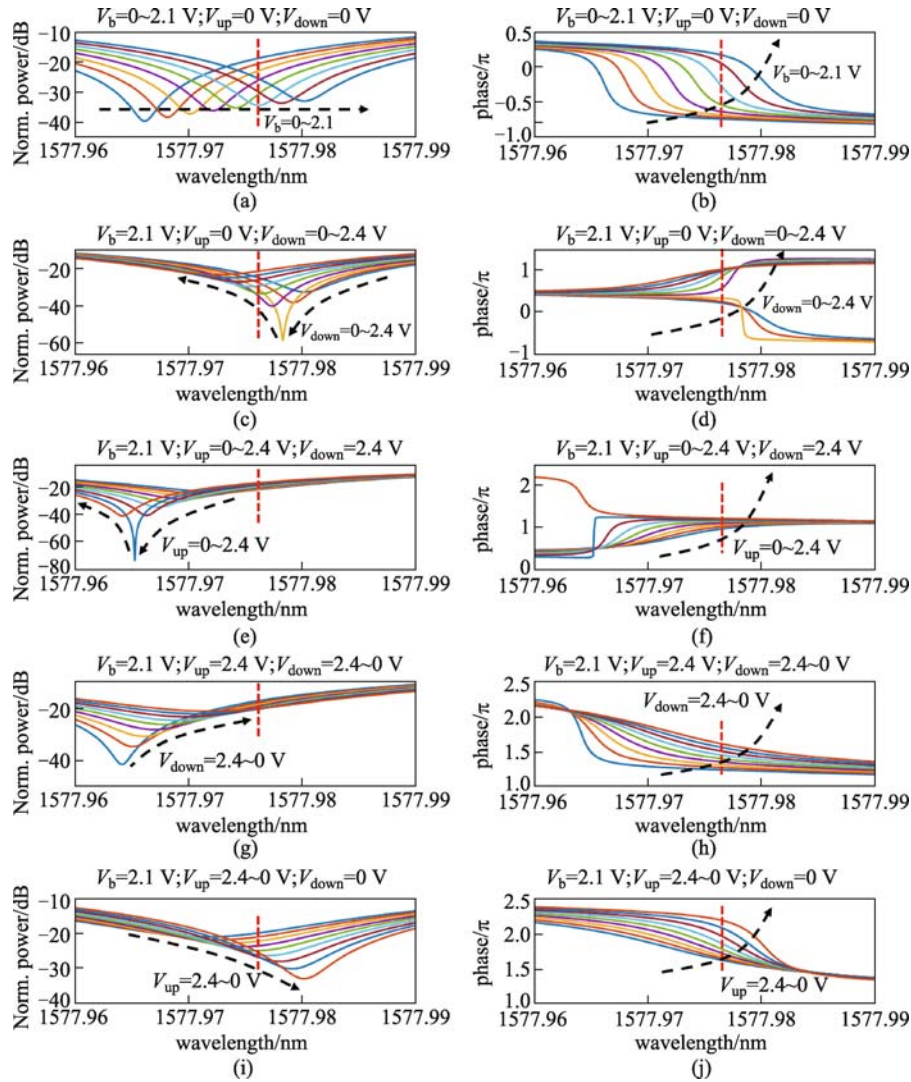 V_b=0~2.1 V;V_up=0 V;V_down=0 V
Norm. power/dB
−10
−20
−30
−40
V_b=0~2.1
1577.96 1577.97 1577.98 1577.99
wavelength/nm
(a)
V_b=0~2.1 V;V_up=0 V;V_down=0 V
phase/π
0.5
0
−0.5
−1.0
V_b=0~2.1 V
1577.96 1577.97 1577.98 1577.99
wavelength/nm
(b)
V_b=2.1 V;V_up=0 V;V_down=0~2.4 V
Norm. power/dB
−20
−40
−60
V_down=0~2.4 V
1577.96 1577.97 1577.98 1577.99
wavelength/nm
(c)
V_b=2.1 V;V_up=0 V;V_down=0~2.4 V
phase/π
1
0
−1
V_down=0~2.4 V
1577.96 1577.97 1577.98 1577.99
wavelength/nm
(d)
V_b=2.1 V;V_up=0~2.4 V;V_down=2.4 V
Norm. power/dB
−20
−40
−60
−80
V_up=0~2.4 V
1577.96 1577.97 1577.98 1577.99
wavelength/nm
(e)
V_b=2.1 V;V_up=0~2.4 V;V_down=2.4 V
phase/π
2
1
0
V_up=0~2.4 V
1577.96 1577.97 1577.98 1577.99
wavelength/nm
(f)
V_b=2.1 V;V_up=2.4 V;V_down=2.4~0 V
Norm. power/dB
−20
−40
−60
V_down=2.4~0 V
1577.96 1577.97 1577.98 1577.99
wavelength/nm
(g)
V_b=2.1 V;V_up=2.4 V;V_down=2.4~0 V
phase/π
2.5
2.0
1.5
1.0
V_down=2.4~0 V
1577.96 1577.97 1577.98 1577.99
wavelength/nm
(h)
V_b=2.1 V;V_up=2.4~0 V;V_down=0 V
Norm. power/dB
−10
−20
−30
−40
V_up=2.4~0 V
1577.96 1577.97 1577.98 1577.99
wavelength/nm
(i)
V_b=2.1 V;V_up=2.4~0 V;V_down=0 V
phase/π
2.5
2.0
1.5
1.0
V_up=2.4~0 V
1577.96 1577.97 1577.98 1577.99
wavelength/nm
(j)